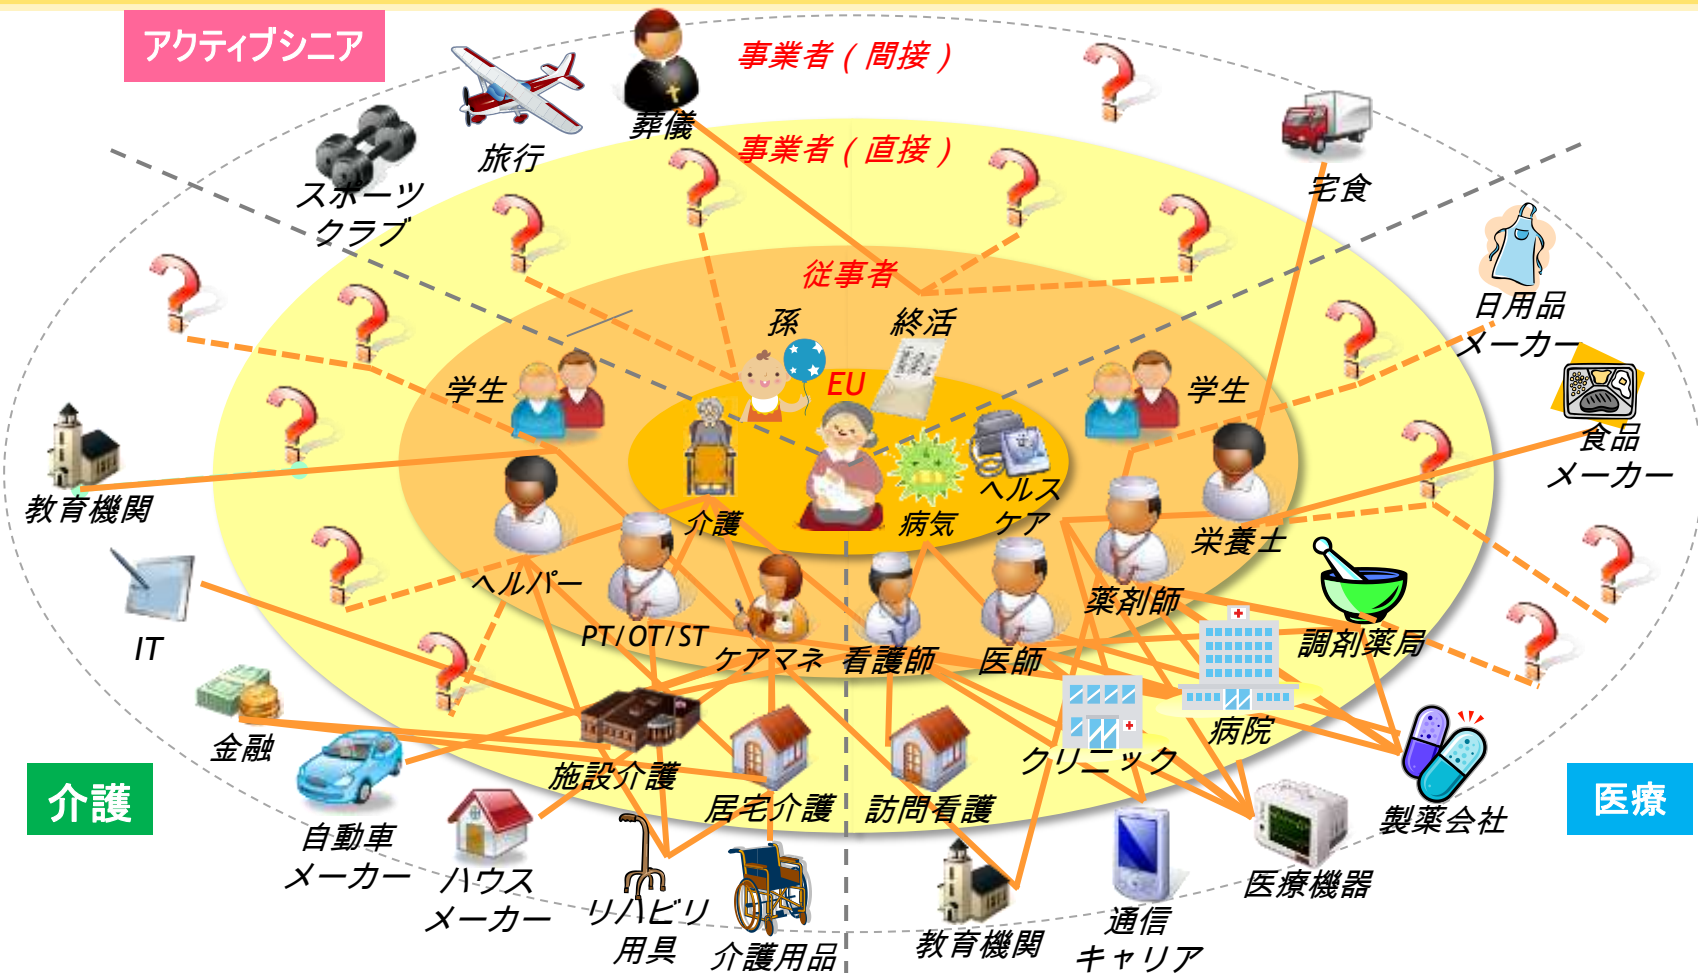 アクティブシニア
事業者（間接）
葬儀
旅行
事業者（直接）
スポーツ
クラブ
宅食
従事者
日用品
メーカー
孫
終活
EU
学生
学生
食品
メーカー
教育機関
介護
病気
ヘルス
ケア
栄養士
ヘルパー
薬剤師
IT
PT/OT/ST
ケアマネ
看護師
医師
調剤薬局
金融
病院
施設介護
クリニック
介護
居宅介護
訪問看護
医療
製薬会社
自動車
メーカー
ハウス
メーカー
リハビリ
用具
介護用品
教育機関
通信
キャリア
医療機器